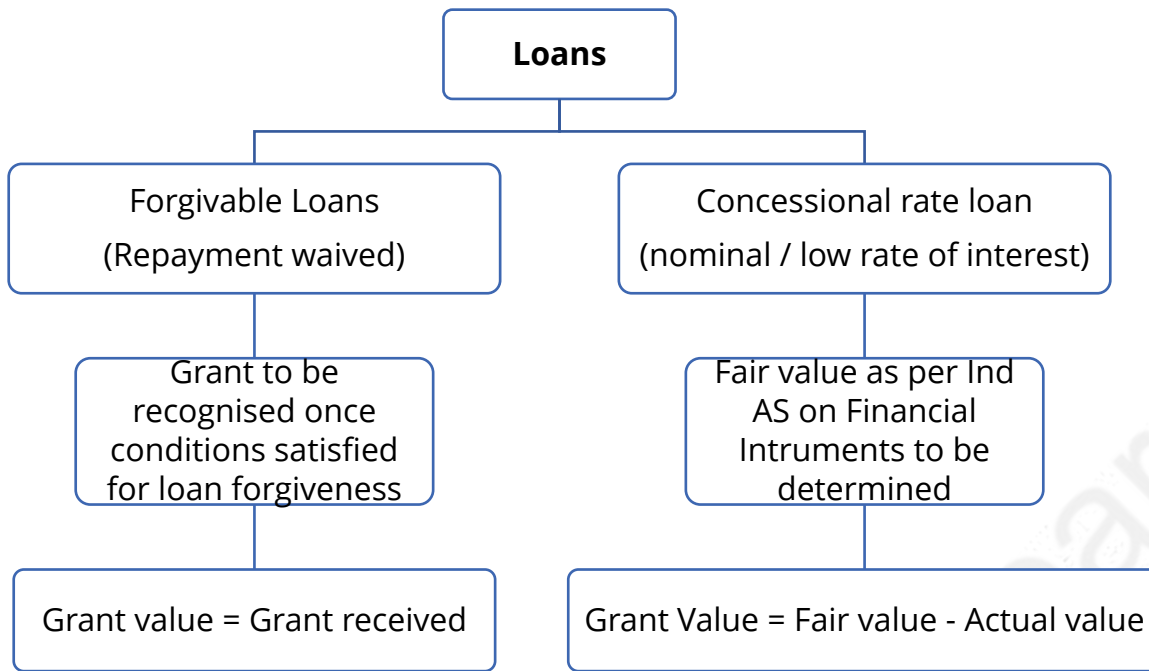 Loans
Forgivable Loans
(Repayment waived)
Concessional rate loan
(nominal / low rate of interest)
Grant to be
recognised once
conditions satisfied
for loan forgiveness
Fair value as per Ind
AS on Financial
Intruments to be
determined
Grant value = Grant received
Grant Value = Fair value - Actual value